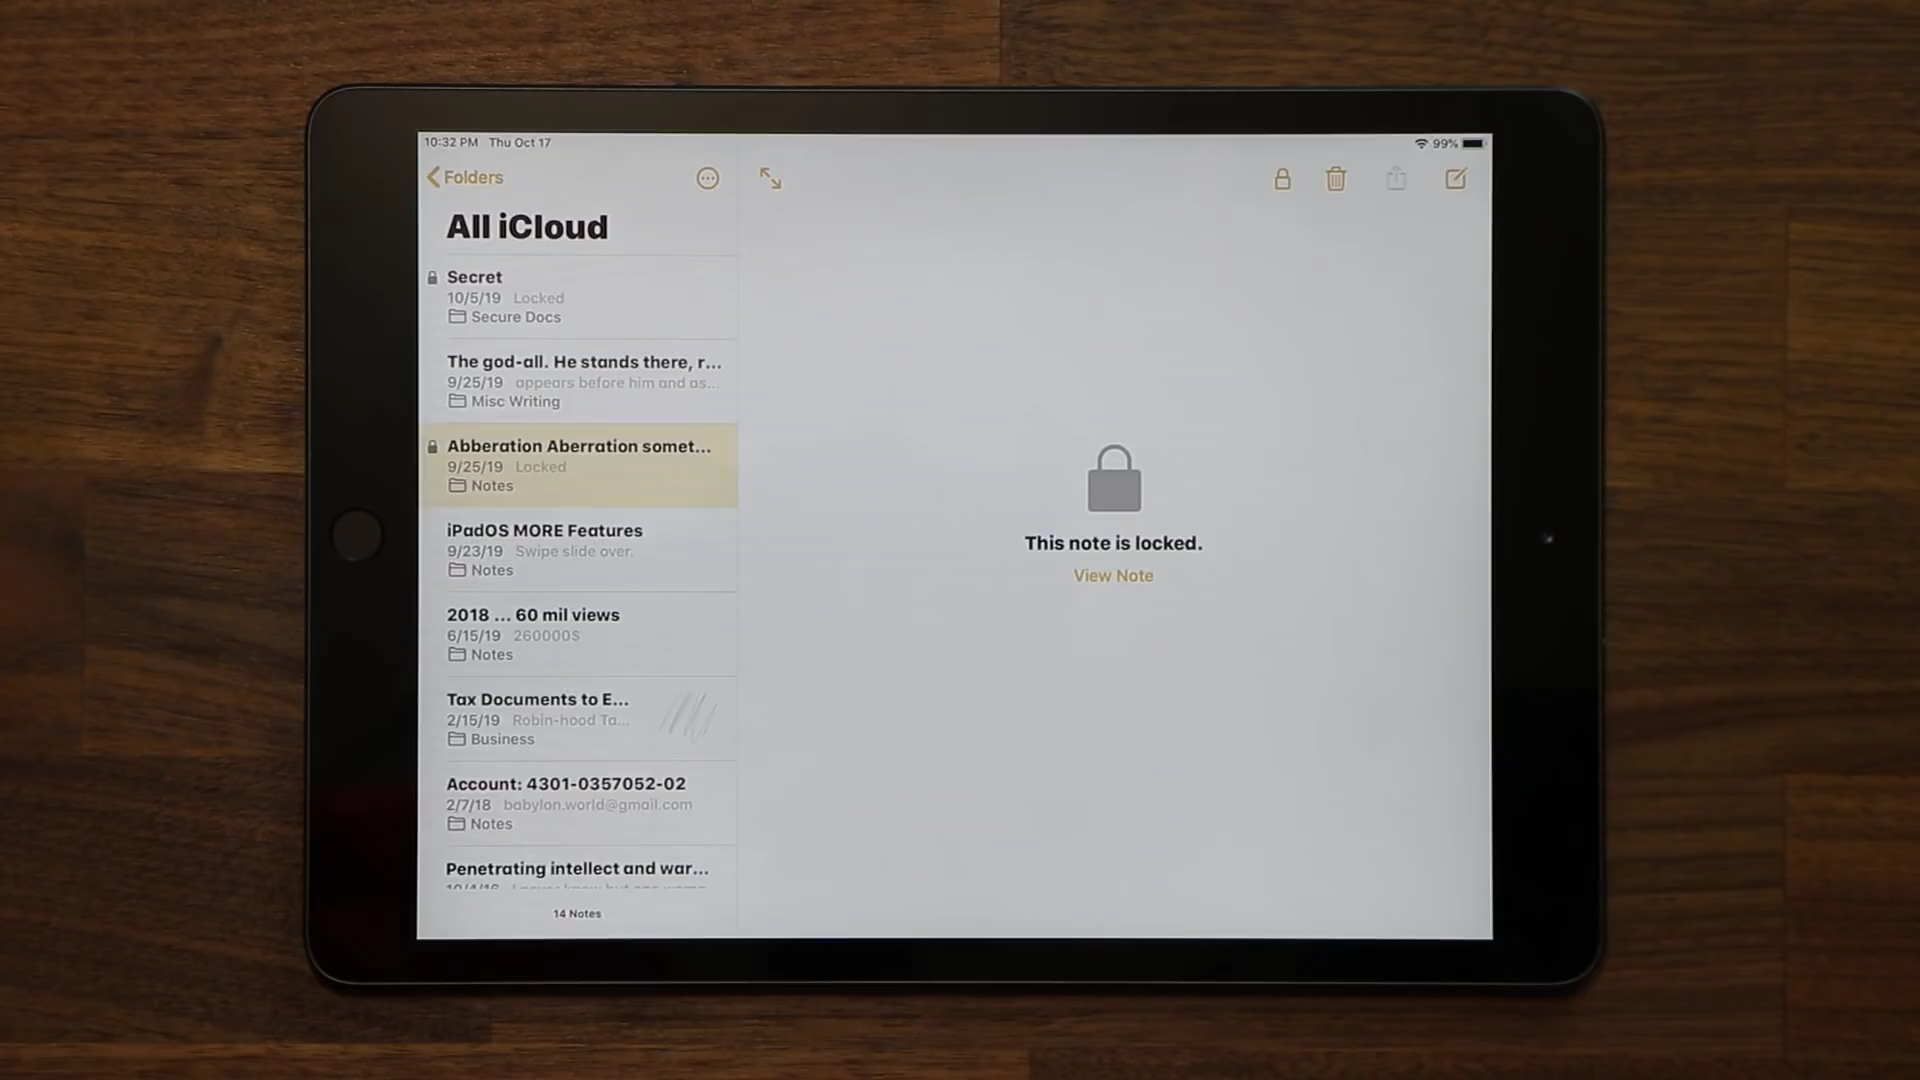 10:32 PM Thu Oct 17
99%
Folders
All iCloud
Secret
10/5/19 Locked
Secure Docs
The god-all. He stands there, r...
9/25/19 appears before him and as...
Misc Writing
Abberation Aberration somet...
9/25/19 Locked
Notes
iPadOS MORE Features
9/23/19 Swipe slide over.
Notes
2018 ... 60 mil views
6/15/19 260000$
Notes
Tax Documents to E...
2/15/19 Robin-hood Ta...
Business
Account: 4301-0357052-02
2/7/18 babylon.world@gmail.com
Notes
Penetrating intellect and war...
14 Notes
This note is locked.
View Note